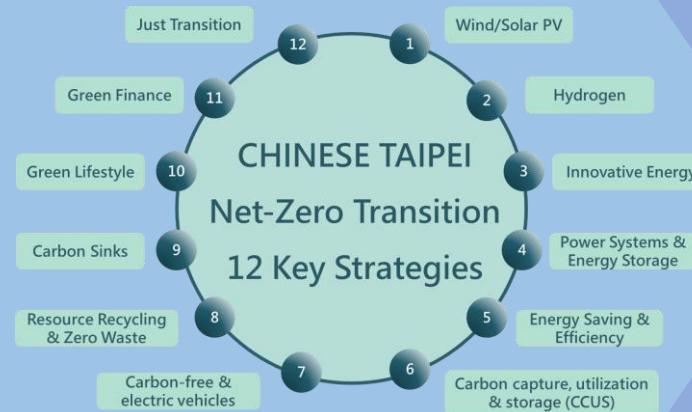 CHINESE TAIPEI
Net-Zero Transition
12 Key Strategies
1
Wind/Solar PV
2
Hydrogen
3
Innovative Energy
4
Power Systems &
Energy Storage
5
Energy Saving &
Efficiency
6
Carbon capture, utilization
& storage (CCUS)
7
Carbon-free &
electric vehicles
8
Resource Recycling
& Zero Waste
9
Carbon Sinks
10
Green Lifestyle
11
Green Finance
12
Just Transition